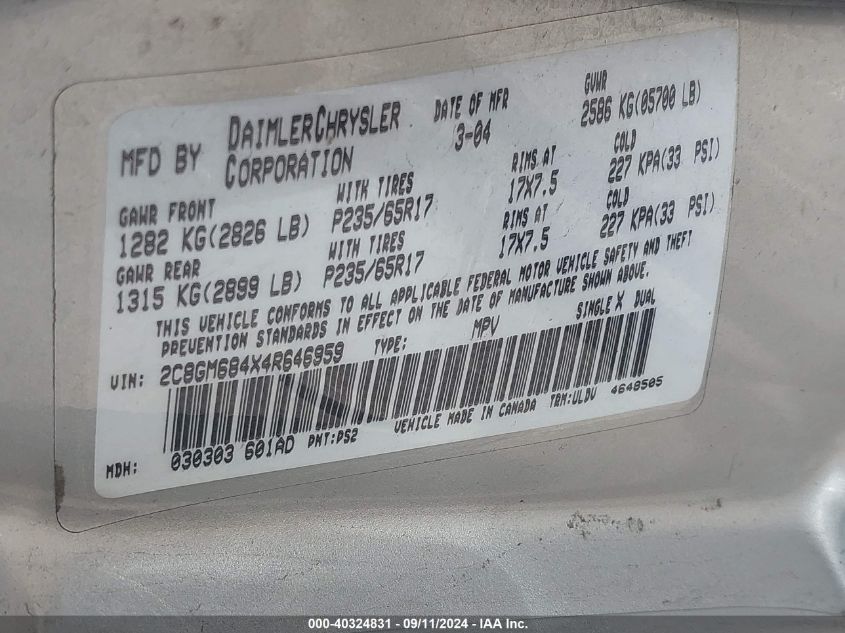 MFD BY DAIMLERCHRYSLER CORPORATION
DATE OF MFR 3-04
GVWR 2586 KG(05700 LB)
GAWR FRONT WITH TIRES RIMS AT COLD
1282 KG(2826 LB) P235/65R17 17X7.5 227 KPA(33 PSI)
GAWR REAR WITH TIRES RIMS AT COLD
1315 KG(2899 LB) P235/65R17 17X7.5 227 KPA(33 PSI)
THIS VEHICLE CONFORMS TO ALL APPLICABLE FEDERAL MOTOR VEHICLE SAFETY AND THEFT
PREVENTION STANDARDS IN EFFECT ON THE DATE OF MANUFACTURE SHOWN ABOVE.
VIN: 2C8GM684X4R646959 TYPE: MPV SINGLE X DUAL
MDH: 030303 601AD PNT:PS2 VEHICLE MADE IN CANADA TRM:ULDV 4648505
000-40324831 - 09/11/2024 - IAA Inc.